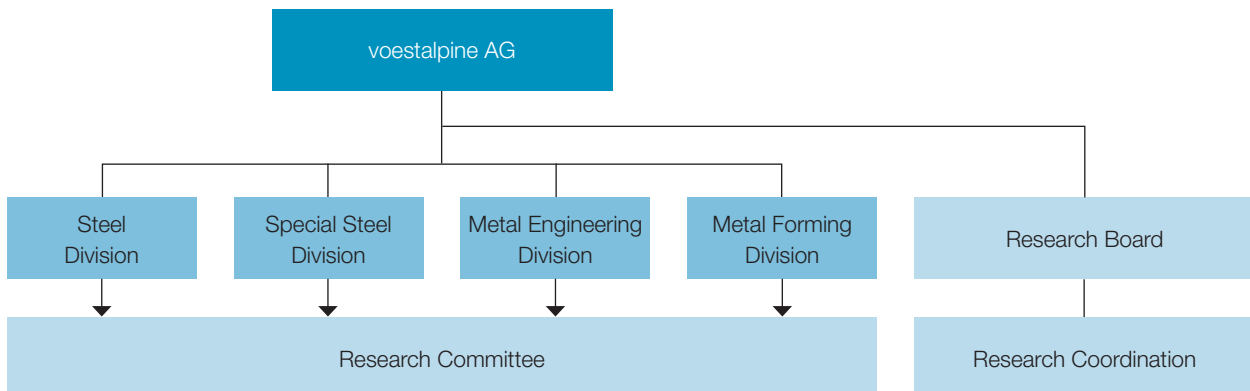 voestalpine AG
Steel
Division
Special Steel
Division
Metal Engineering
Division
Metal Forming
Division
Research Board
Research Committee
Research Coordination